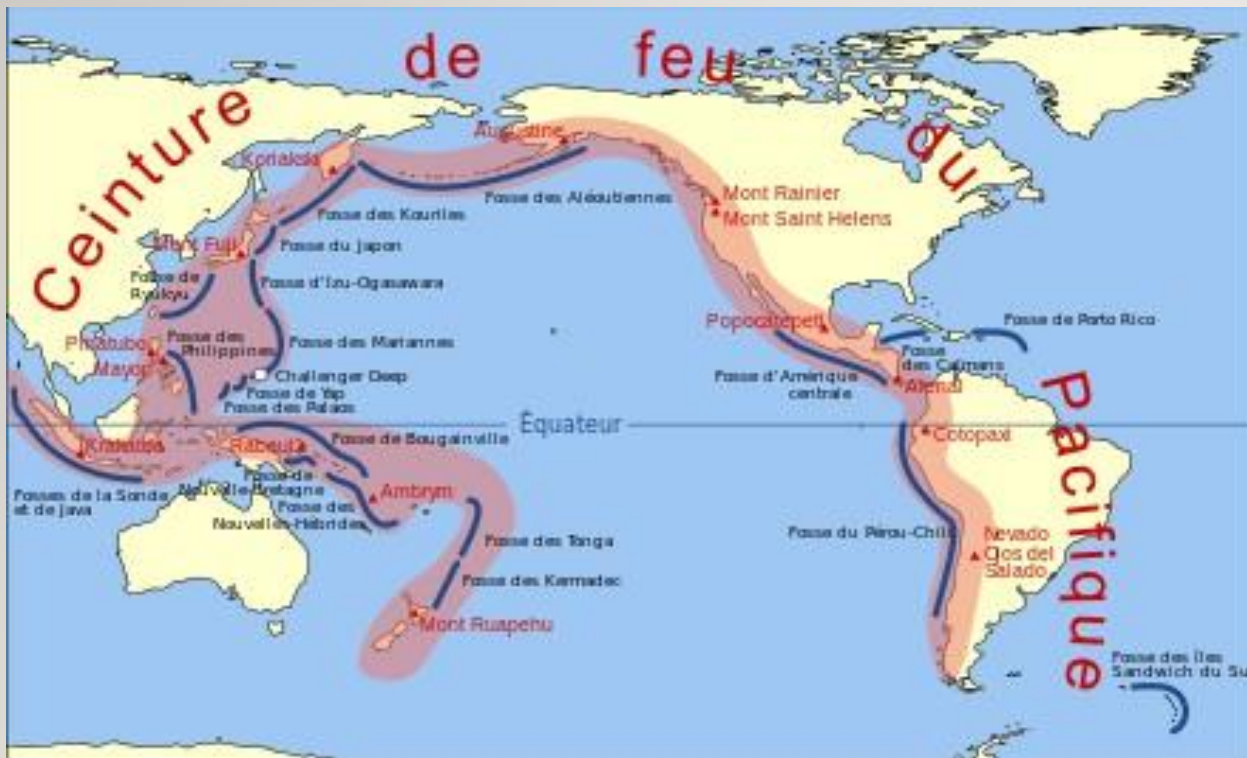 Ceinture
de
feu
du
Pacifique
Augustine
Koriakski
Fosse des Aléoutiennes
Mont Rainier
Mont Saint Helens
Fosse des Kouriles
Mont Fuji
Fosse du Japon
Fosse de
Ryukyu
Fosse d'Izu-Ogasawara
Pinatubo
Mayon
Fosse des
Philippines
Fosse des Mariannes
Challenger Deep
Fosse de Yap
Fosse des Palaos
Popocatepetl
Fosse de Porto Rico
Fosse
des Caïmans
Fosse d'Amérique
centrale
Arenal
Équateur
Krakatoa
Rabaul
Fosse de Bougainville
Cotopaxi
Fosses de la Sonde
et de Java
Fosse de
Nouvelle-Bretagne
Ambrym
Fosse des
Nouvelles-Hébrides
Fosse des Tonga
Fosse du Pérou-Chili
Nevado
Ojos del
Salado
Fosse des Kermadec
Mont Ruapehu
Fosse des îles
Sandwich du Su